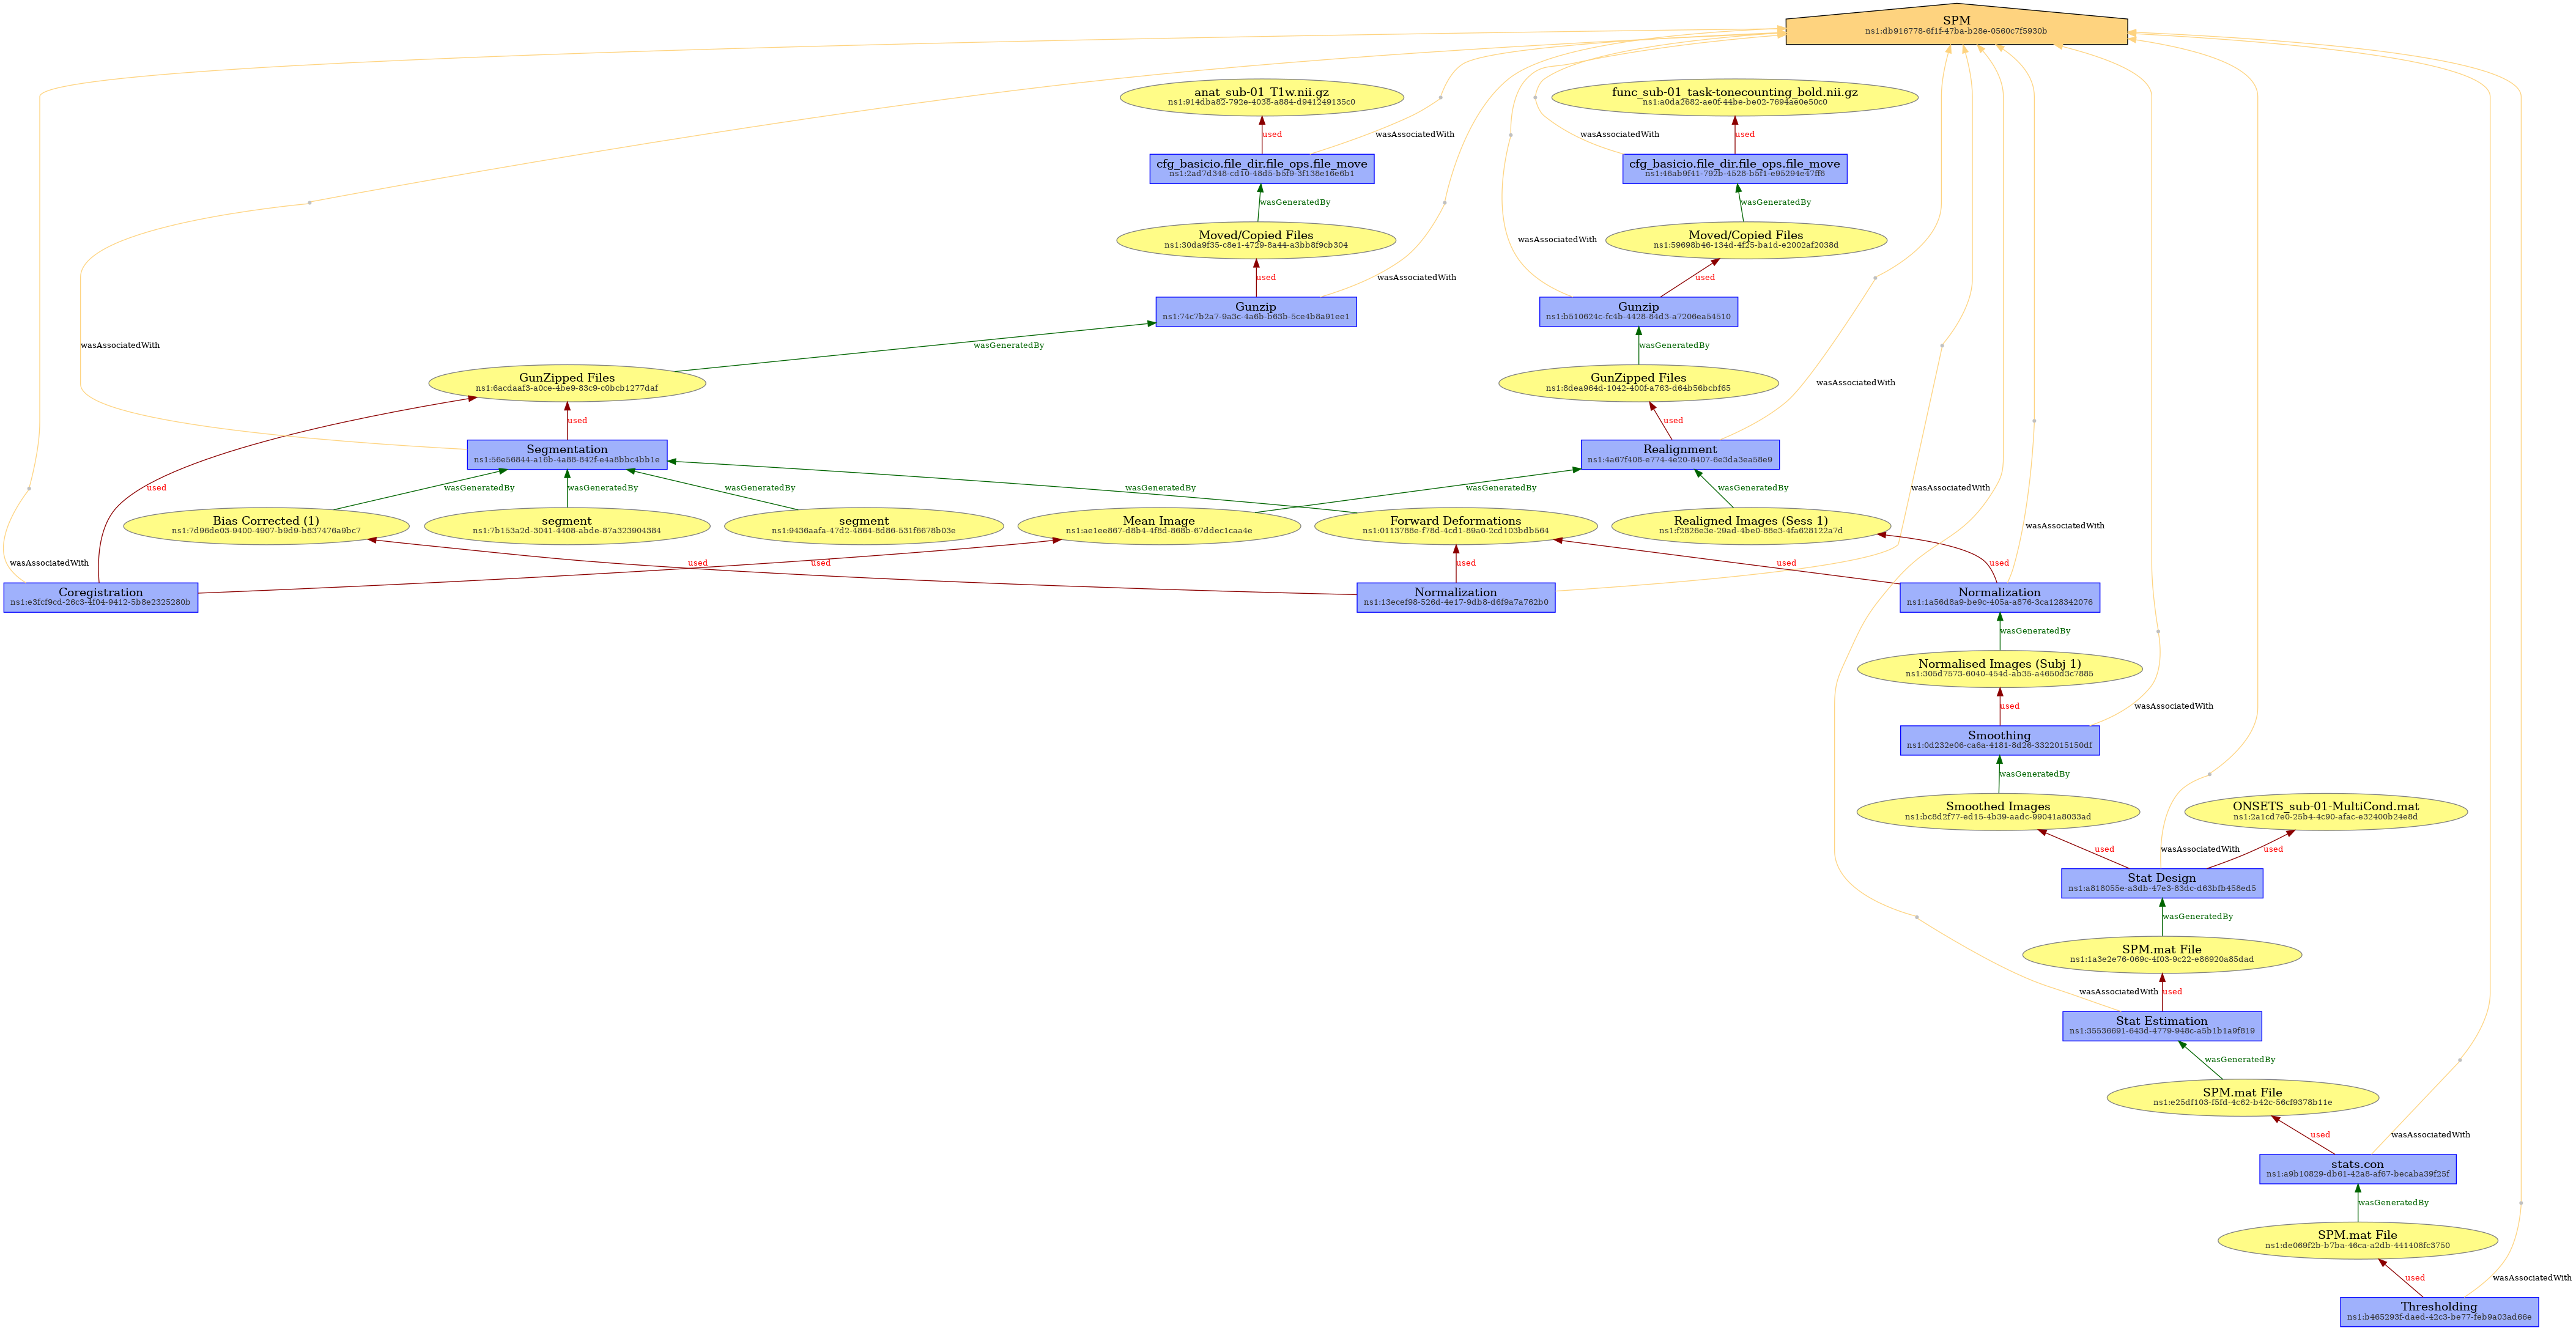 SPM
ns1:db916778-6f1f-47ba-b28e-0560c7f5930b
anat_sub-01_T1w.nii.gz
ns1:914dba82-792e-4038-a884-d941249135c0
func_sub-01_task-tonecounting_bold.nii.gz
ns1:a0da2682-ae0f-44be-be02-7694ae0e50c0
used
wasAssociatedWith
wasAssociatedWith
used
cfg_basicio.file_dir.file_ops.file_move
ns1:2ad7d348-cd10-48d5-b5f9-3f138e16e6b1
cfg_basicio.file_dir.file_ops.file_move
ns1:46ab9f41-792b-4528-b5f1-e95294e47ff6
wasGeneratedBy
wasGeneratedBy
Moved/Copied Files
ns1:30da9f35-c8e1-4729-8a44-a3bb8f9cb304
wasAssociatedWith
Moved/Copied Files
ns1:59698b46-134d-4f25-ba1d-e2002af2038d
used
wasAssociatedWith
used
Gunzip
ns1:74c7b2a7-9a3c-4a6b-b63b-5ce4b8a91ee1
Gunzip
ns1:b510624c-fc4b-4428-84d3-a7206ea54510
wasAssociatedWith
wasGeneratedBy
wasGeneratedBy
GunZipped Files
ns1:6acdaaf3-a0ce-4be9-83c9-c0bcb1277daf
GunZipped Files
ns1:8dea964d-1042-400f-a763-d64b56bcbf65
wasAssociatedWith
used
used
Segmentation
ns1:56e56844-a16b-4a88-842f-e4a8bbc4bb1e
Realignment
ns1:4a67f408-e774-4e20-8407-6e3da3ea58e9
used
wasGeneratedBy
wasGeneratedBy
wasGeneratedBy
wasGeneratedBy
wasGeneratedBy
wasGeneratedBy
wasAssociatedWith
Bias Corrected (1)
ns1:7d96de03-9400-4907-b9d9-b837476a9bc7
segment
ns1:7b153a2d-3041-4408-abde-87a323904384
segment
ns1:9436aafa-47d2-4864-8d86-531f6678b03e
Mean Image
ns1:ae1ee867-d8b4-4f8d-868b-67ddec1caa4e
Forward Deformations
ns1:0113788e-f78d-4cd1-89a0-2cd103bdb564
Realigned Images (Sess 1)
ns1:f2826e3e-29ad-4be0-88e3-4fa628122a7d
wasAssociatedWith
wasAssociatedWith
used
used
used
used
used
Coregistration
ns1:e3fcf9cd-26c3-4f04-9412-5b8e2325280b
Normalization
ns1:13ecef98-526d-4e17-9db8-d6f9a7a762b0
Normalization
ns1:1a56d8a9-be9c-405a-a876-3ca128342076
wasGeneratedBy
Normalised Images (Subj 1)
ns1:305d7573-6040-454d-ab35-a4650d3c7885
used
wasAssociatedWith
Smoothing
ns1:0d232e06-ca6a-4181-8d26-3322015150df
wasGeneratedBy
Smoothed Images
ns1:bc8d2f77-ed15-4b39-aadc-99041a8033ad
ONSETS_sub-01-MultiCond.mat
ns1:2a1cd7e0-25b4-4c90-afac-e32400b24e8d
used
wasAssociatedWith
used
Stat Design
ns1:a818055e-a3db-47e3-83dc-d63bfb458ed5
wasGeneratedBy
SPM.mat File
ns1:1a3e2e76-069c-4f03-9c22-e86920a85dad
wasAssociatedWith
used
Stat Estimation
ns1:35536691-643d-4779-948c-a5b1b1a9f819
wasGeneratedBy
SPM.mat File
ns1:e25df103-f5fd-4c62-b42c-56cf9378b11e
used
wasAssociatedWith
stats.con
ns1:a9b10829-db61-42a8-af67-becaba39f25f
wasGeneratedBy
SPM.mat File
ns1:de069f2b-b7ba-46ca-a2db-441408fc3750
used
wasAssociatedWith
Thresholding
ns1:b465293f-daed-42c3-be77-feb9a03ad66e